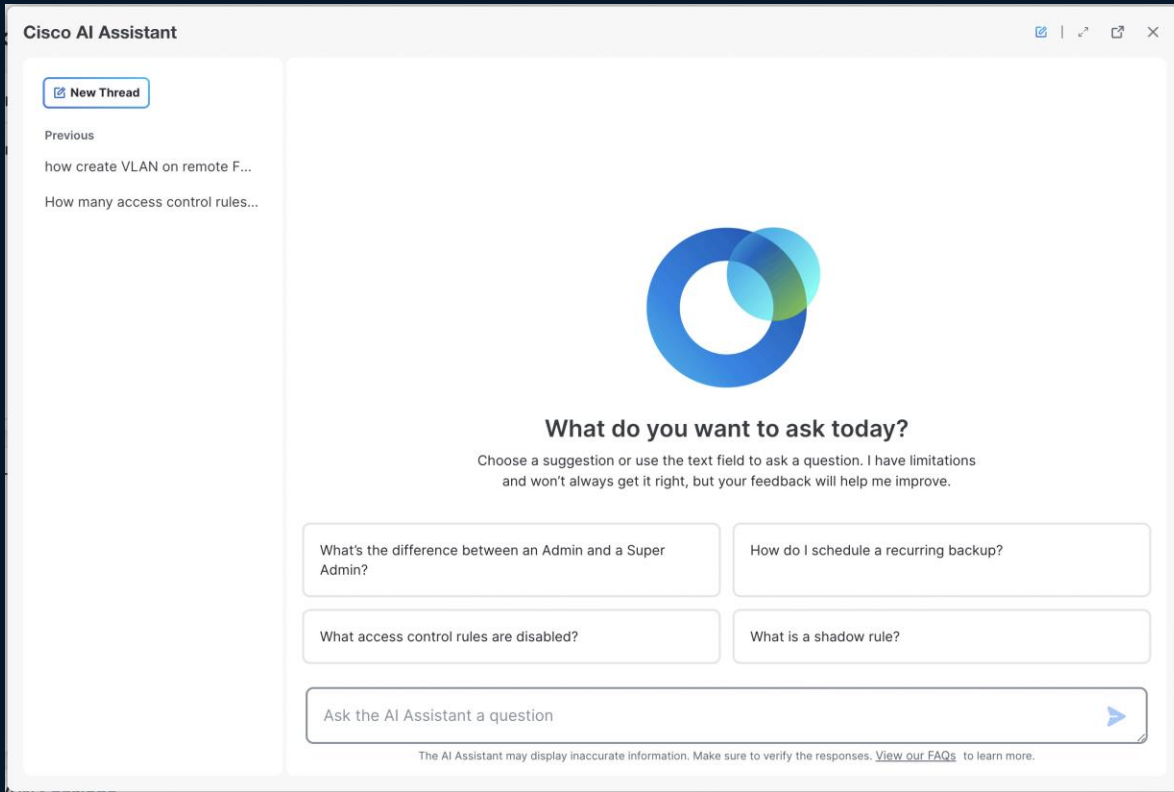 Cisco AI Assistant
New Thread
Previous
how create VLAN on remote F...
How many access control rules...
What do you want to ask today?
Choose a suggestion or use the text field to ask a question. I have limitations
and won't always get it right, but your feedback will help me improve.
What's the difference between an Admin and a Super
Admin?
How do I schedule a recurring backup?
What access control rules are disabled?
What is a shadow rule?
Ask the AI Assistant a question
The AI Assistant may display inaccurate information. Make sure to verify the responses. View our FAQs to learn more.